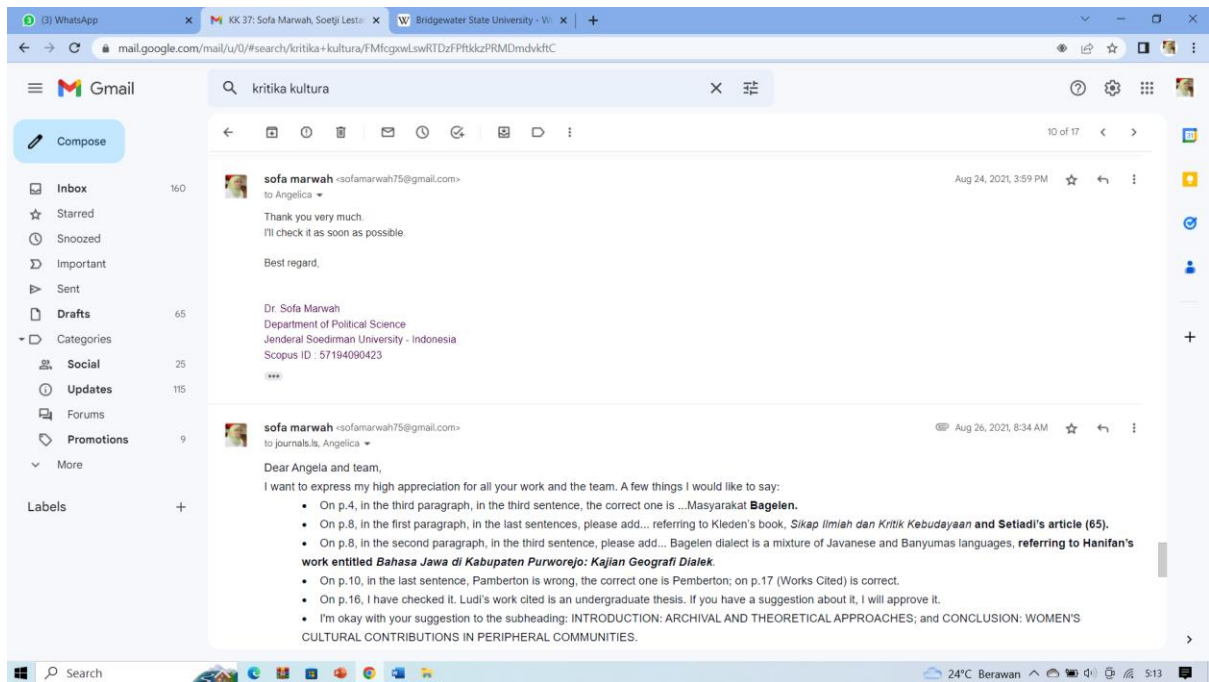 (3) WhatsApp
KK 37: Sofa Marwah, Soetji Lesta
Bridgewater State University - W
mail.google.com/mail/u/0/#search/kritika+kultura/FMfcgxwLswRTDzFPftkkzPRMDmdvkftC
Gmail
kritika kultura
Compose
10 of 17
Inbox 160
Starred
Snoozed
Important
Sent
Drafts 65
Categories
Social 25
Updates 115
Forums
Promotions 9
More
Labels
sofa marwah <sofamarwah75@gmail.com> Aug 24, 2021, 3:59 PM
to Angelica
Thank you very much.
I'll check it as soon as possible.
Best regard,
Dr. Sofa Marwah
Department of Political Science
Jenderal Soedirman University - Indonesia
Scopus ID : 57194090423
sofa marwah <sofamarwah75@gmail.com> Aug 26, 2021, 8:34 AM
to journals.ls, Angelica
Dear Angela and team,
I want to express my high appreciation for all your work and the team. A few things I would like to say:
• On p.4, in the third paragraph, in the third sentence, the correct one is ...Masyarakat Bagelen.
• On p.8, in the first paragraph, in the last sentences, please add... referring to Kleden's book, Sikap Ilmiah dan Kritik Kebudayaan and Setiadi's article (65).
• On p.8, in the second paragraph, in the third sentence, please add... Bagelen dialect is a mixture of Javanese and Banyumas languages, referring to Hanifan's
work entitled Bahasa Jawa di Kabupaten Purworejo: Kajian Geografi Dialek.
• On p.10, in the last sentence, Pamberton is wrong, the correct one is Pemberton; on p.17 (Works Cited) is correct.
• On p.16, I have checked it. Ludi's work cited is an undergraduate thesis. If you have a suggestion about it, I will approve it.
• I'm okay with your suggestion to the subheading: INTRODUCTION: ARCHIVAL AND THEORETICAL APPROACHES; and CONCLUSION: WOMEN'S
CULTURAL CONTRIBUTIONS IN PERIPHERAL COMMUNITIES.
Search
24°C Berawan
5:13